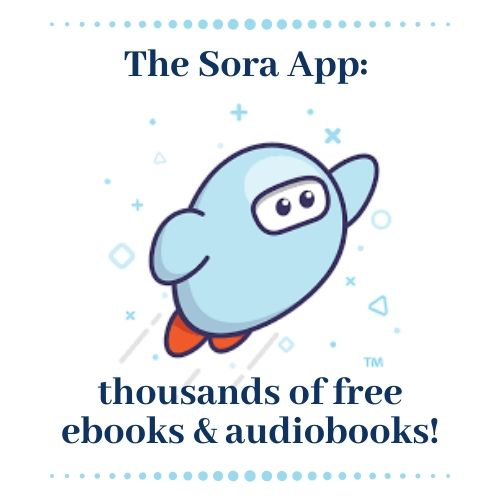 The Sora App:
TM
thousands of free
ebooks & audiobooks!